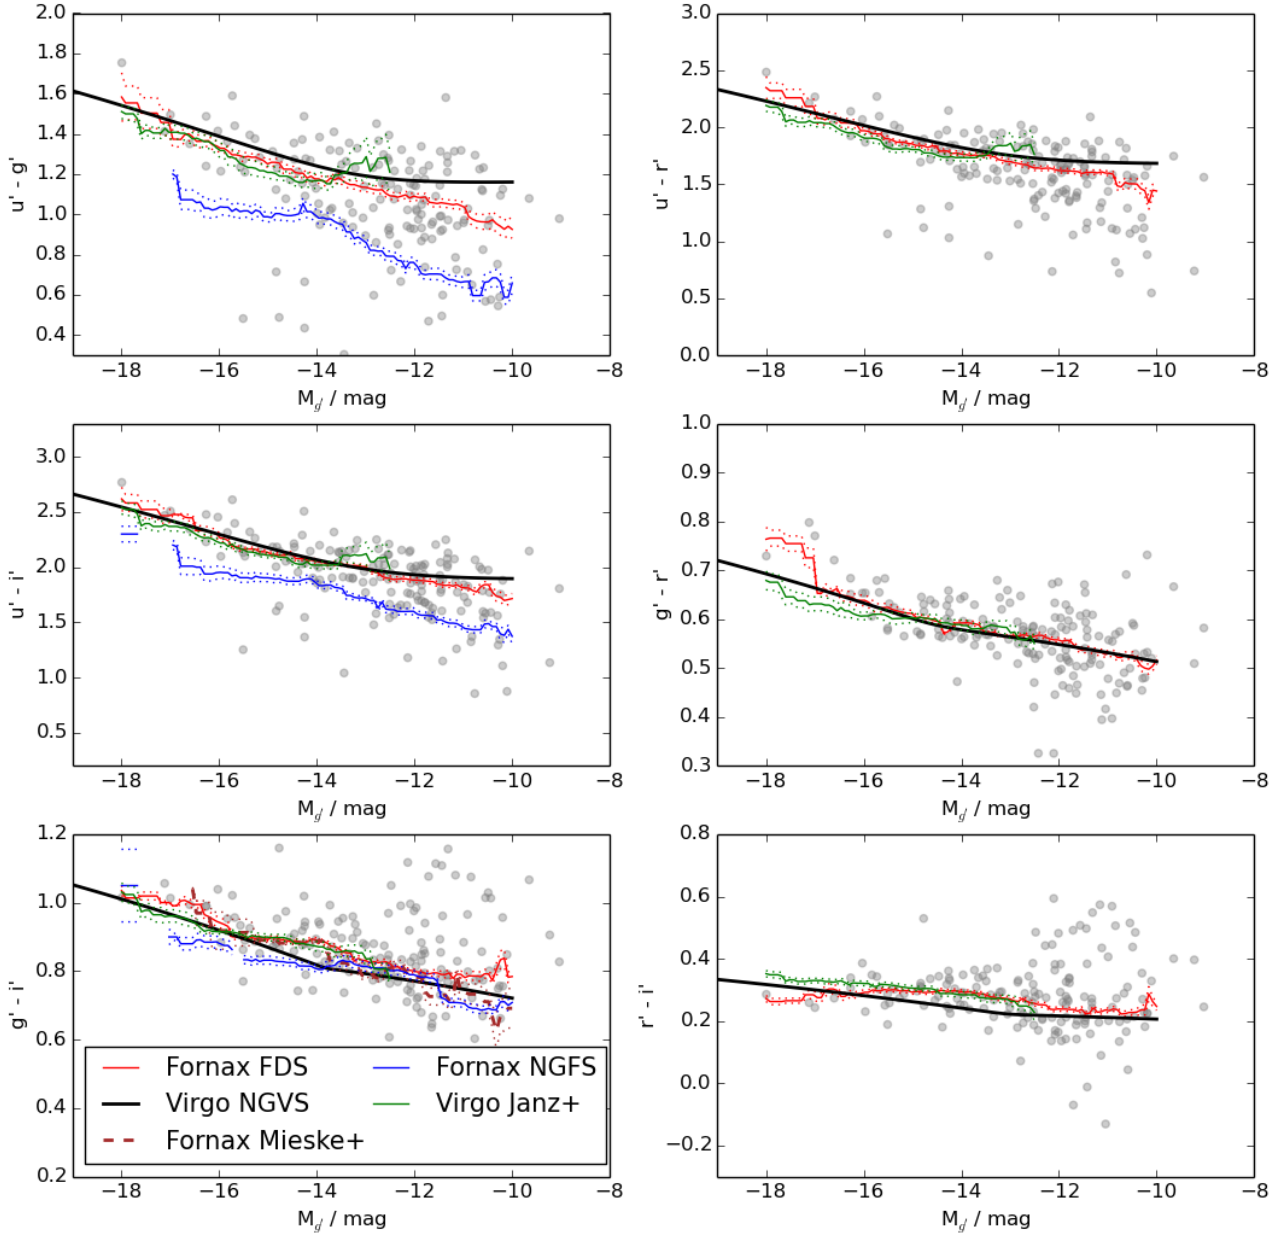 2.0
1.8
1.6
1.4
1.2
1.0
0.8
0.6
0.4
u' - g'
−18 −16 −14 −12 −10 −8
M_g' / mag
3.0
2.5
2.0
1.5
1.0
0.5
0.0
u' - r'
−18 −16 −14 −12 −10 −8
M_g' / mag
3.0
2.5
2.0
1.5
1.0
0.5
u' - i'
−18 −16 −14 −12 −10 −8
M_g' / mag
1.0
0.9
0.8
0.7
0.6
0.5
0.4
0.3
g' - r'
−18 −16 −14 −12 −10 −8
M_g' / mag
1.2
1.0
0.8
0.6
0.4
0.2
g' - i'
Fornax FDS
Virgo NGVS
Fornax Mieske+
Fornax NGFS
Virgo Janz+
−18 −16 −14 −12 −10 −8
M_g' / mag
0.8
0.6
0.4
0.2
0.0
−0.2
r' - i'
−18 −16 −14 −12 −10 −8
M_g' / mag